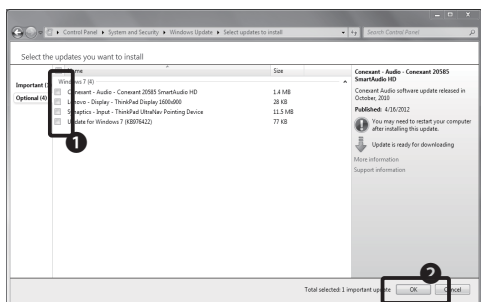 Control Panel ▸ System and Security ▸ Windows Update ▸ Select updates to install
Search Control Panel
Select the updates you want to install
Name Size
Important (1
Optional (4)
Windows 7 (4)
Conexant - Audio - Conexant 20585 SmartAudio HD 1.4 MB
Lenovo - Display - ThinkPad Display 1600x900 28 KB
Synaptics - Input - ThinkPad UltraNav Pointing Device 11.5 MB
Update for Windows 7 (KB976422) 77 KB
1
Conexant - Audio - Conexant 20585
SmartAudio HD
Conexant Audio software update released in
October, 2010
Published: 4/16/2012
You may need to restart your computer
after installing this update.
Update is ready for downloading
More information
Support information
2
Total selected: 1 important update OK Cancel